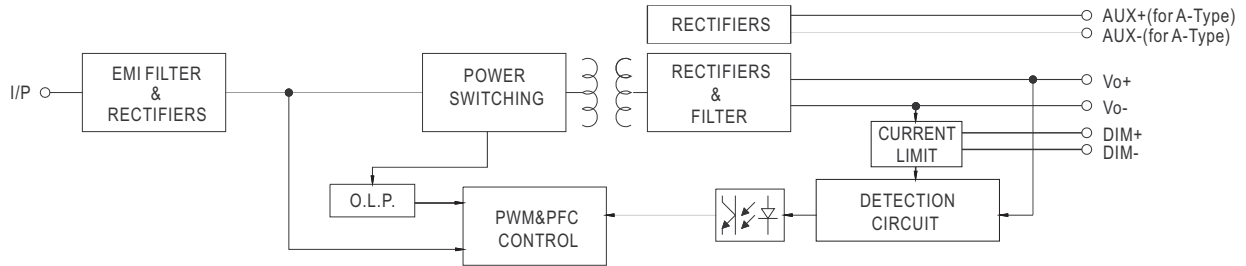 RECTIFIERS
AUX+(for A-Type)
AUX-(for A-Type)
I/P
EMI FILTER
&
RECTIFIERS
POWER
SWITCHING
RECTIFIERS
&
FILTER
Vo+
Vo-
CURRENT
LIMIT
DIM+
DIM-
O.L.P.
PWM&PFC
CONTROL
DETECTION
CIRCUIT